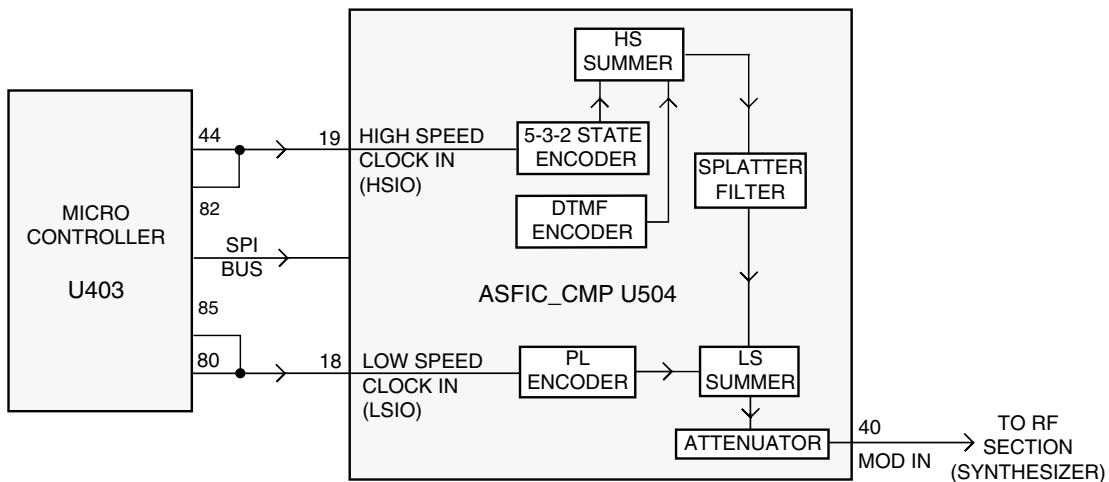 HS
SUMMER
44
19
HIGH SPEED
CLOCK IN
(HSIO)
5-3-2 STATE
ENCODER
SPLATTER
FILTER
82
MICRO
CONTROLLER
U403
DTMF
ENCODER
SPI
BUS
ASFIC_CMP U504
85
80
18
LOW SPEED
CLOCK IN
(LSIO)
PL
ENCODER
LS
SUMMER
ATTENUATOR
40
MOD IN
TO RF
SECTION
(SYNTHESIZER)